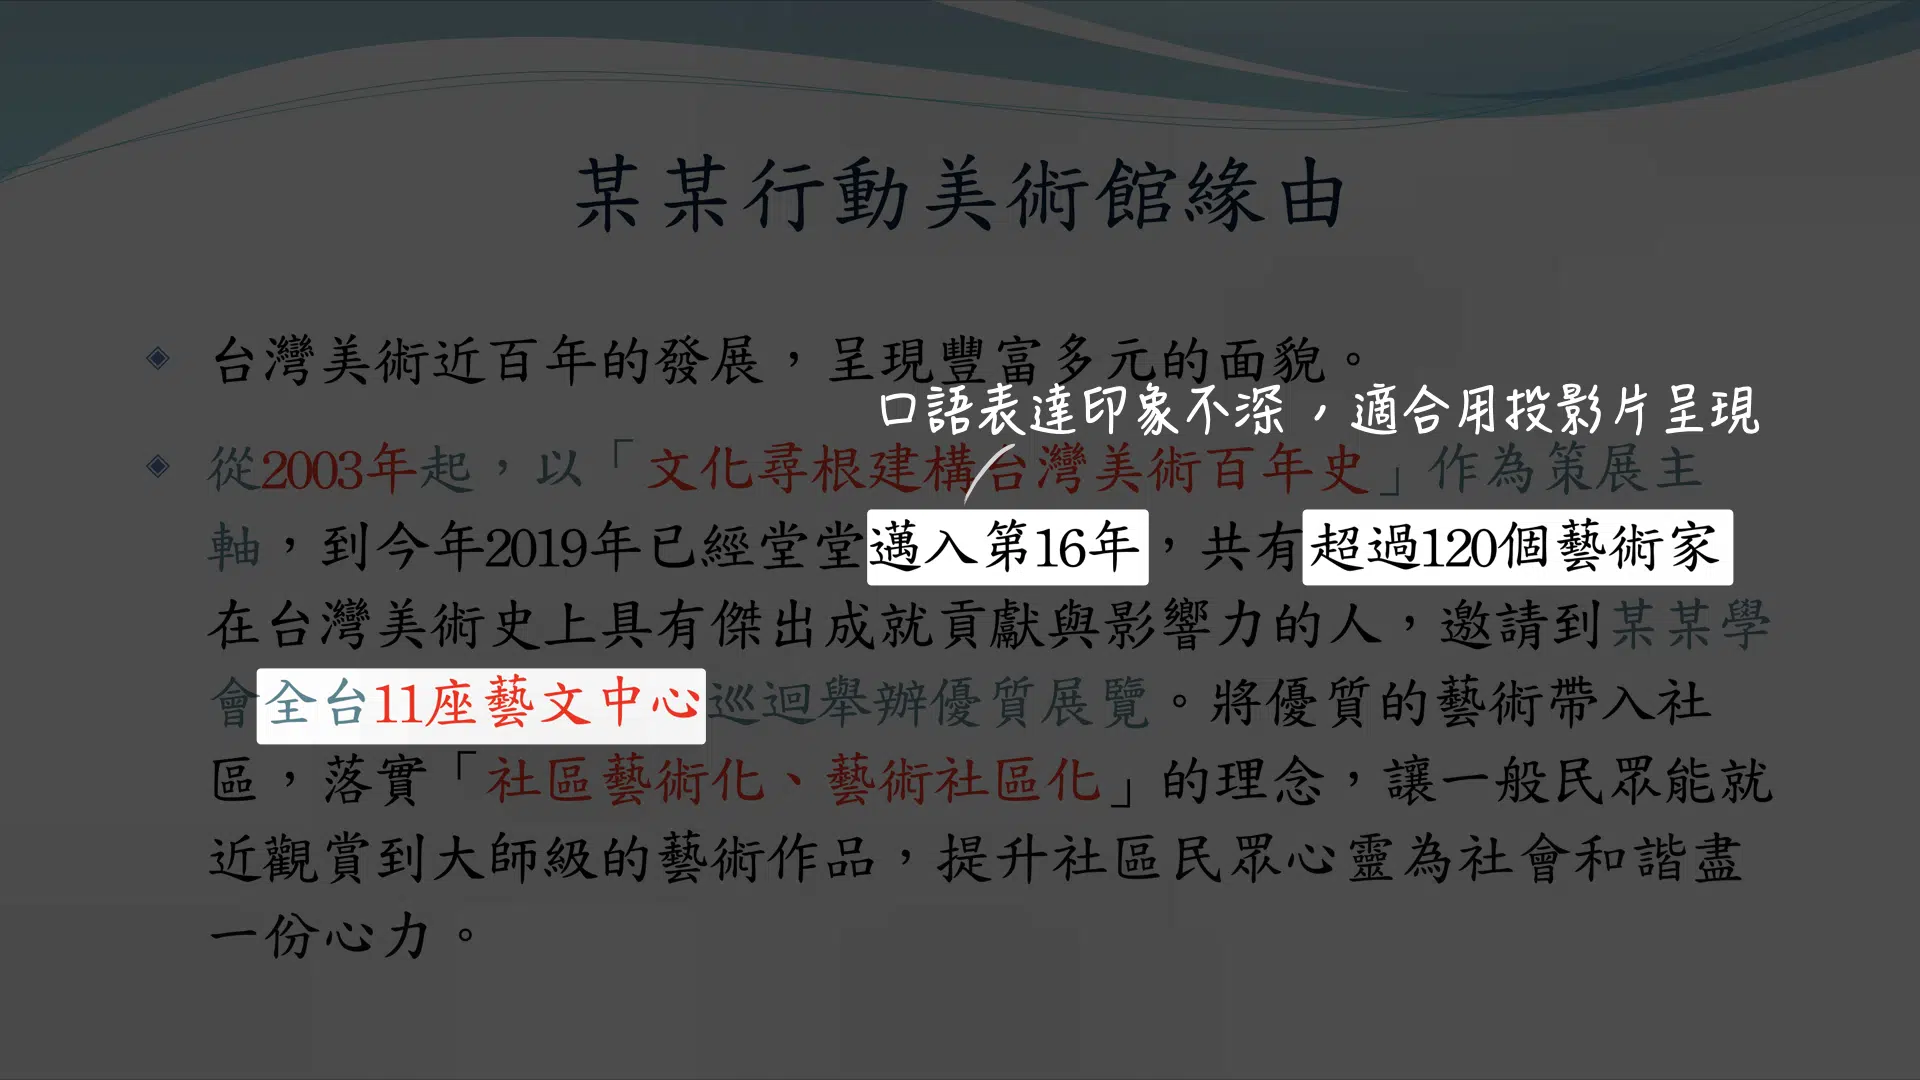 某某行動美術館緣由
台灣美術近百年的發展，呈現豐富多元的面貌。
口語表達印象不深，適合用投影片呈現
從2003年起，以「文化尋根建構台灣美術百年史」作為策展主
軸，到今年2019年已經堂堂邁入第16年，共有超過120個藝術家
在台灣美術史上具有傑出成就貢獻與影響力的人，邀請到某某學
會全台11座藝文中心巡迴舉辦優質展覽。將優質的藝術帶入社
區，落實「社區藝術化、藝術社區化」的理念，讓一般民眾能就
近觀賞到大師級的藝術作品，提升社區民眾心靈為社會和諧盡
一份心力。